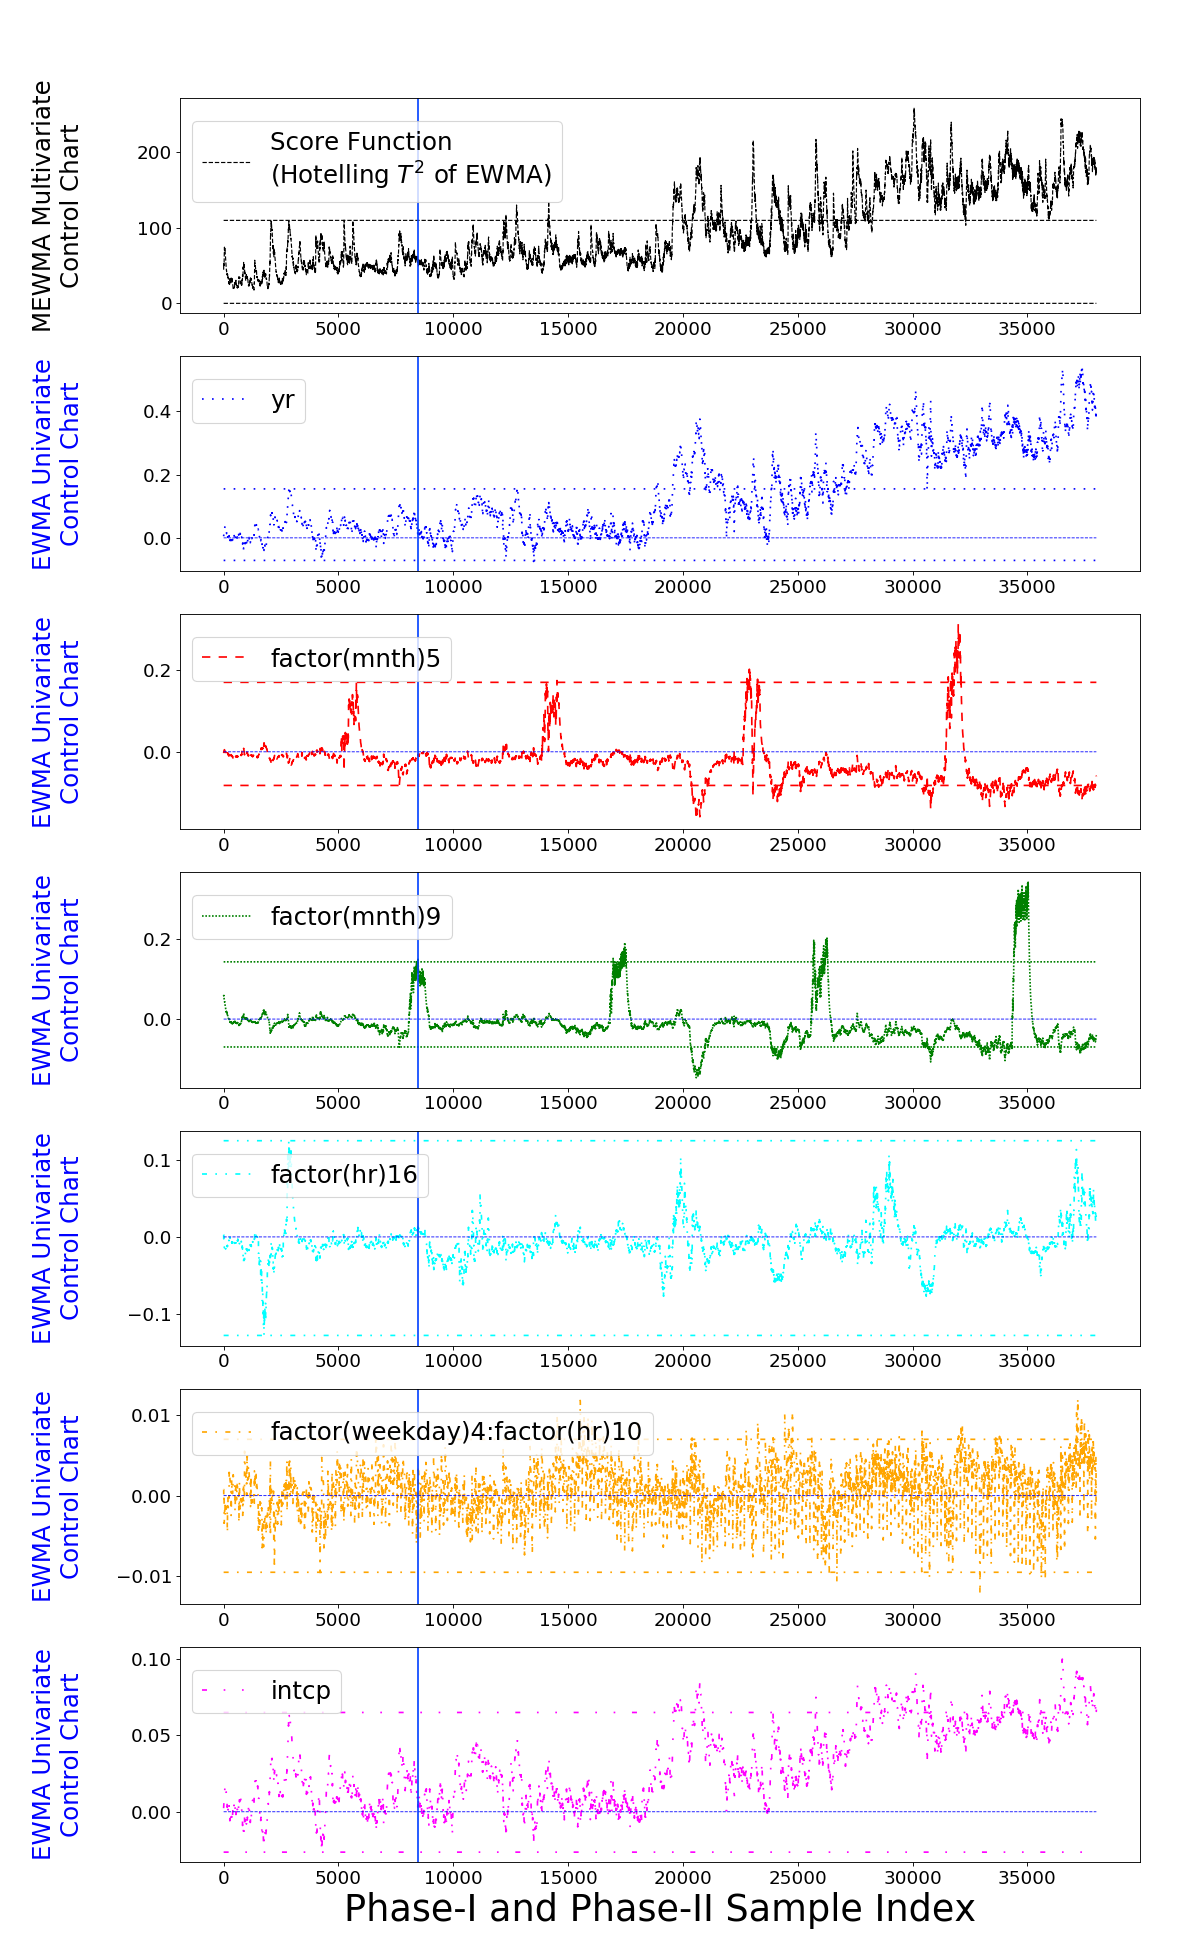 MEWMA Multivariate
Control Chart
Score Function
(Hotelling T² of EWMA)
200
100
0
0 5000 10000 15000 20000 25000 30000 35000
EWMA Univariate
Control Chart
yr
0.4
0.2
0.0
0 5000 10000 15000 20000 25000 30000 35000
EWMA Univariate
Control Chart
factor(mnth)5
0.2
0.0
0 5000 10000 15000 20000 25000 30000 35000
EWMA Univariate
Control Chart
factor(mnth)9
0.2
0.0
0 5000 10000 15000 20000 25000 30000 35000
EWMA Univariate
Control Chart
factor(hr)16
0.1
0.0
−0.1
0 5000 10000 15000 20000 25000 30000 35000
EWMA Univariate
Control Chart
factor(weekday)4:factor(hr)10
0.01
0.00
−0.01
0 5000 10000 15000 20000 25000 30000 35000
EWMA Univariate
Control Chart
intcp
0.10
0.05
0.00
0 5000 10000 15000 20000 25000 30000 35000
Phase-I and Phase-II Sample Index